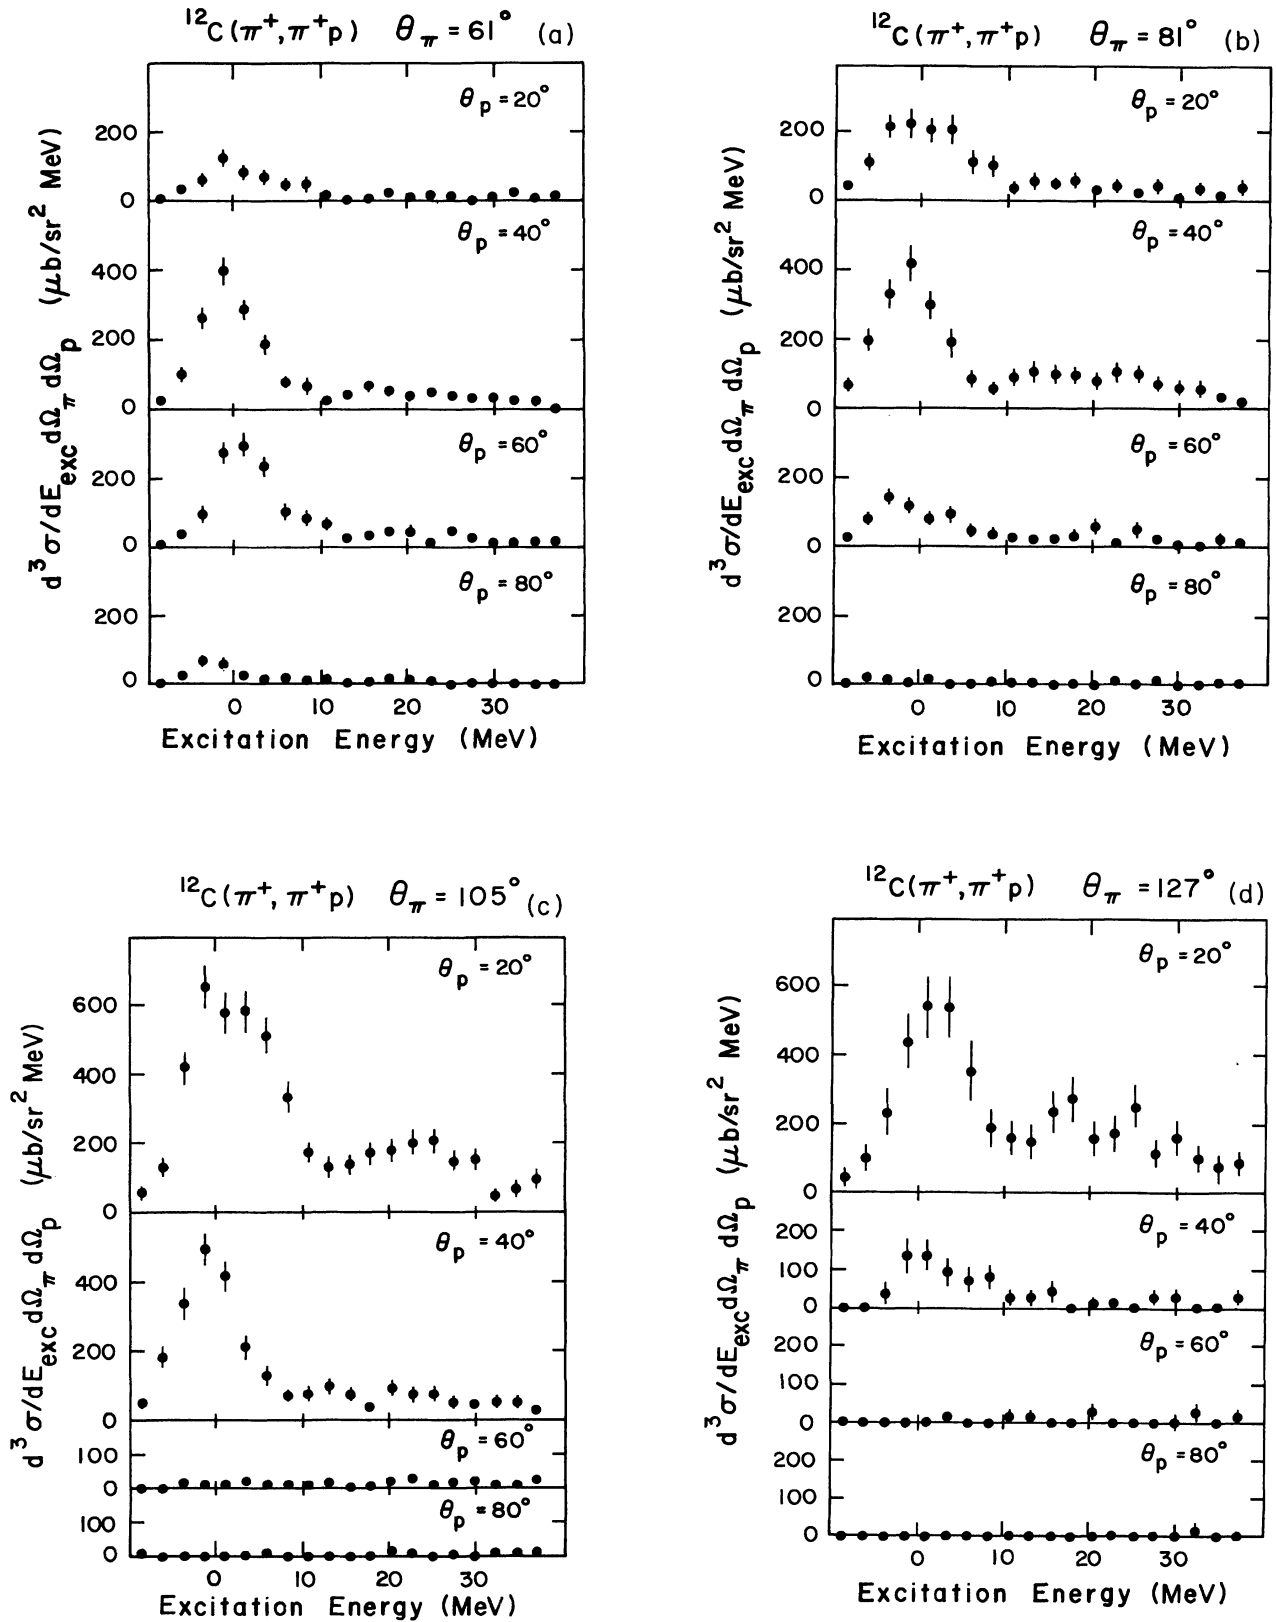 ¹²C(π⁺,π⁺p) θπ = 61° (a)
d³σ/dE_exc dΩπ dΩp (μb/sr² MeV)
θp = 20°
200
0
θp = 40°
400
200
0
θp = 60°
200
0
θp = 80°
200
0
0 10 20 30
Excitation Energy (MeV)
¹²C(π⁺,π⁺p) θπ = 81° (b)
d³σ/dE_exc dΩπ dΩp (μb/sr² MeV)
θp = 20°
200
0
θp = 40°
400
200
0
θp = 60°
200
0
θp = 80°
200
0
0 10 20 30
Excitation Energy (MeV)
¹²C(π⁺,π⁺p) θπ = 105° (c)
d³σ/dE_exc dΩπ dΩp (μb/sr² MeV)
θp = 20°
600
400
200
0
θp = 40°
400
200
0
θp = 60°
100
0
θp = 80°
100
0
0 10 20 30
Excitation Energy (MeV)
¹²C(π⁺,π⁺p) θπ = 127° (d)
d³σ/dE_exc dΩπ dΩp (μb/sr² MeV)
θp = 20°
600
400
200
0
θp = 40°
200
100
0
θp = 60°
200
100
0
θp = 80°
200
100
0
0 10 20 30
Excitation Energy (MeV)